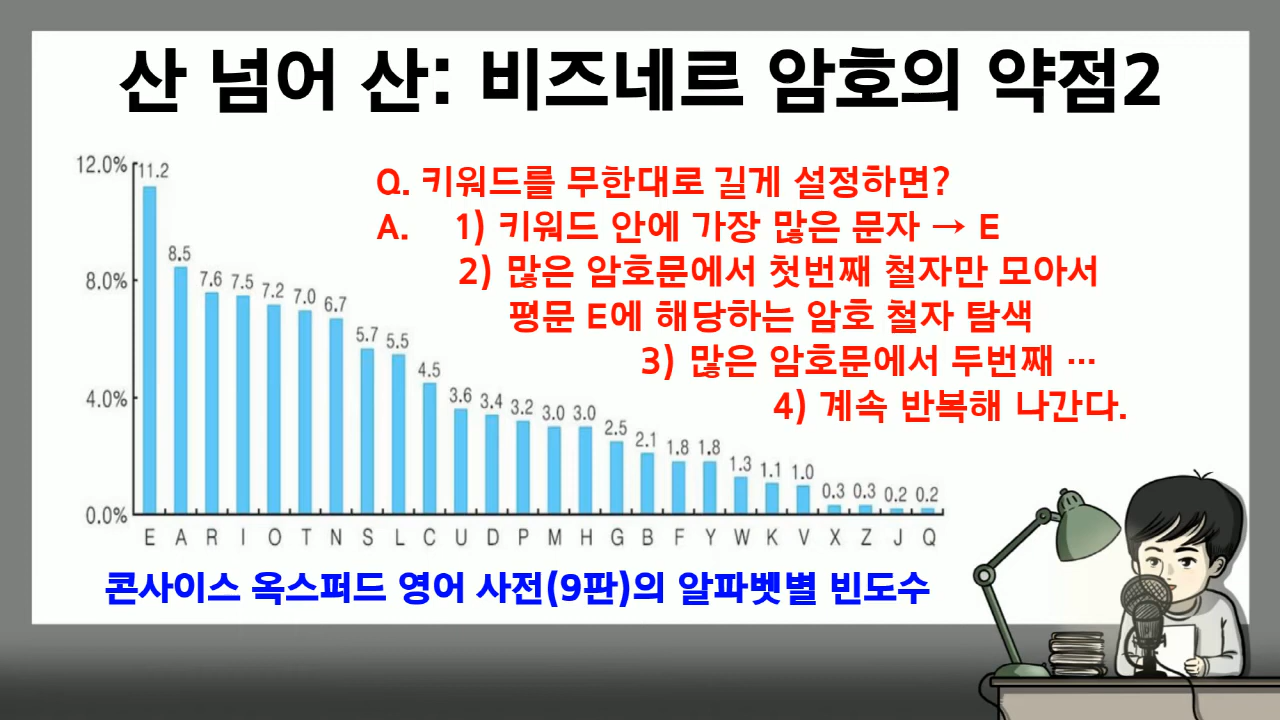 산 넘어 산: 비즈네르 암호의 약점2
Q. 키워드를 무한대로 길게 설정하면?
A. 1) 키워드 안에 가장 많은 문자 → E
2) 많은 암호문에서 첫번째 철자만 모아서
평문 E에 해당하는 암호 철자 탐색
3) 많은 암호문에서 두번째 …
4) 계속 반복해 나간다.
12.0%
8.0%
4.0%
0.0%
11.2 8.5 7.6 7.5 7.2 7.0 6.7 5.7 5.5 4.5 3.6 3.4 3.2 3.0 3.0 2.5 2.1 1.8 1.8 1.3 1.1 1.0 0.3 0.3 0.2 0.2
E A R I O T N S L C U D P M H G B F Y W K V X Z J Q
콘사이스 옥스퍼드 영어 사전(9판)의 알파벳별 빈도수